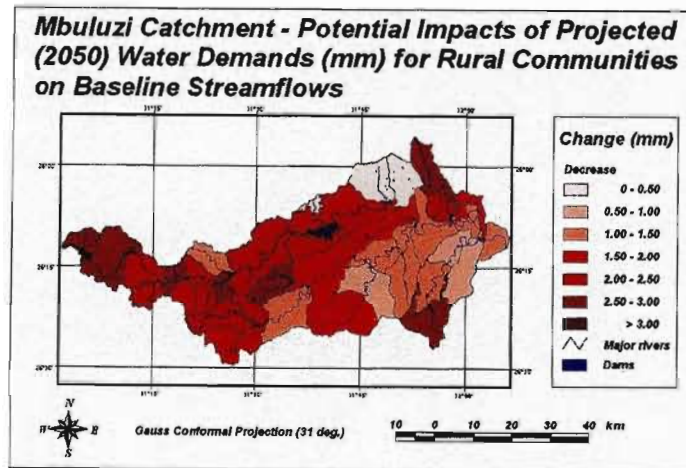 Mbuluzi Catchment - Potential Impacts of Projected
(2050) Water Demands (mm) for Rural Communities
on Baseline Streamflows
Change (mm)
Decrease
0 - 0.50
0.50 - 1.00
1.00 - 1.50
1.50 - 2.00
2.00 - 2.50
2.50 - 3.00
> 3.00
Major rivers
Dams
N
W E
S
Gauss Conformal Projection (31 deg.)
10 0 10 20 30 40 km